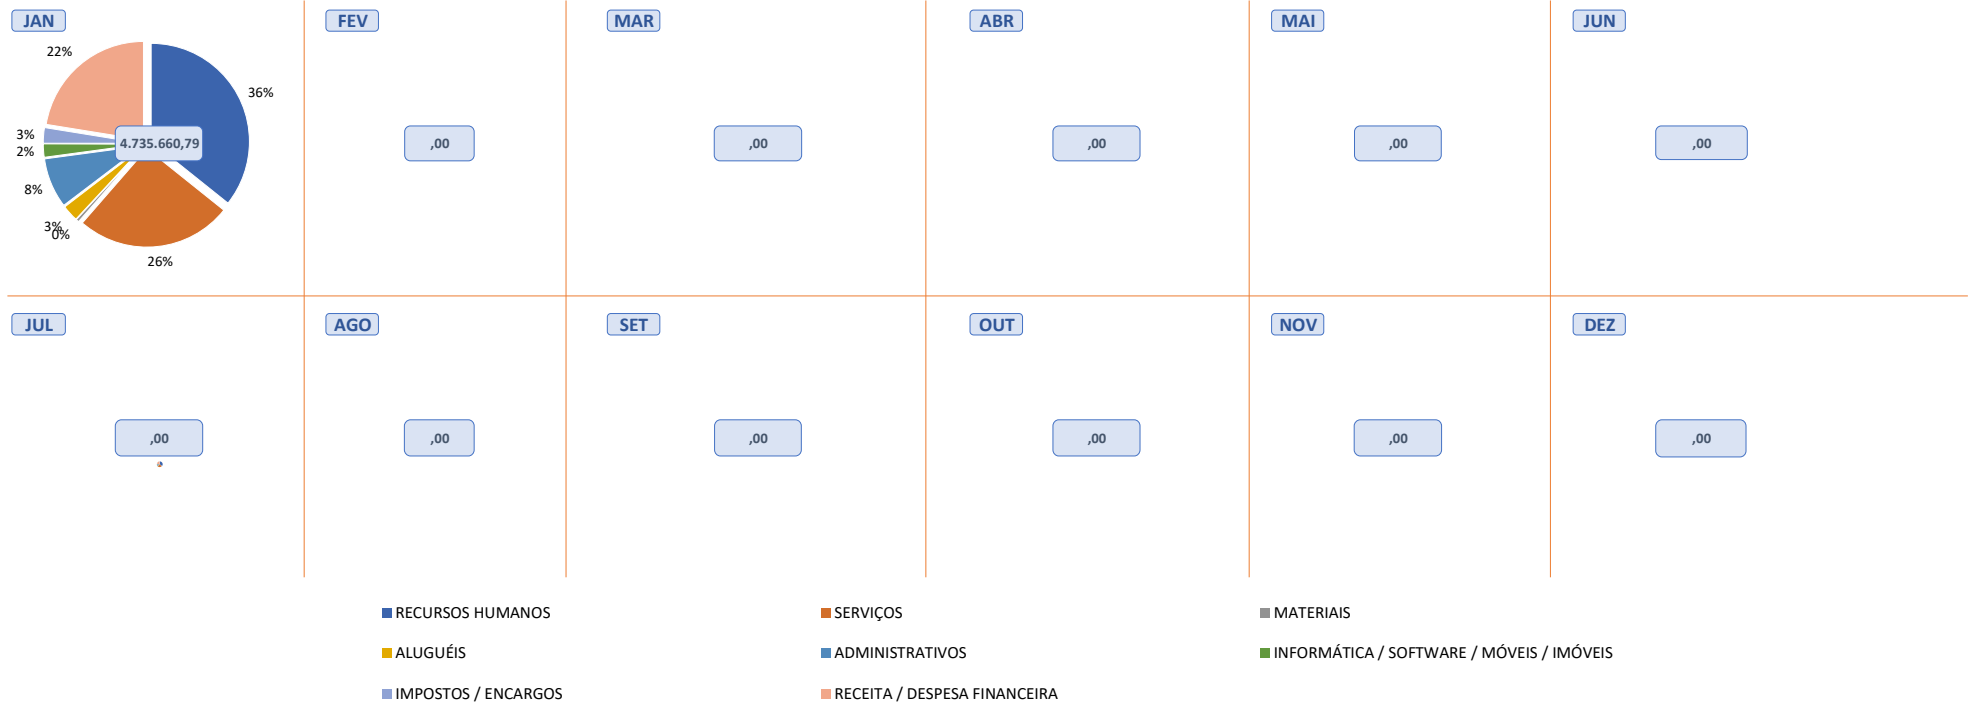 JAN FEV MAR ABR MAI JUN
22%
36%
3%
4.735.660,79 ,00 ,00 ,00 ,00 ,00
2%
8%
3%
0%
26%
JUL AGO SET OUT NOV DEZ
,00 ,00 ,00 ,00 ,00 ,00
RECURSOS HUMANOS SERVIÇOS MATERIAIS
ALUGUÉIS ADMINISTRATIVOS INFORMÁTICA / SOFTWARE / MÓVEIS / IMÓVEIS
IMPOSTOS / ENCARGOS RECEITA / DESPESA FINANCEIRA